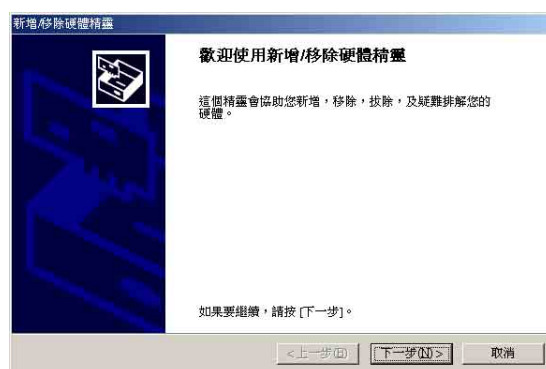 新增/移除硬體精靈
歡迎使用新增/移除硬體精靈
這個精靈會協助您新增，移除，拔除，及疑難排解您的
硬體。
如果要繼續，請按 [下一步]。
<上一步(B) 下一步(N)> 取消